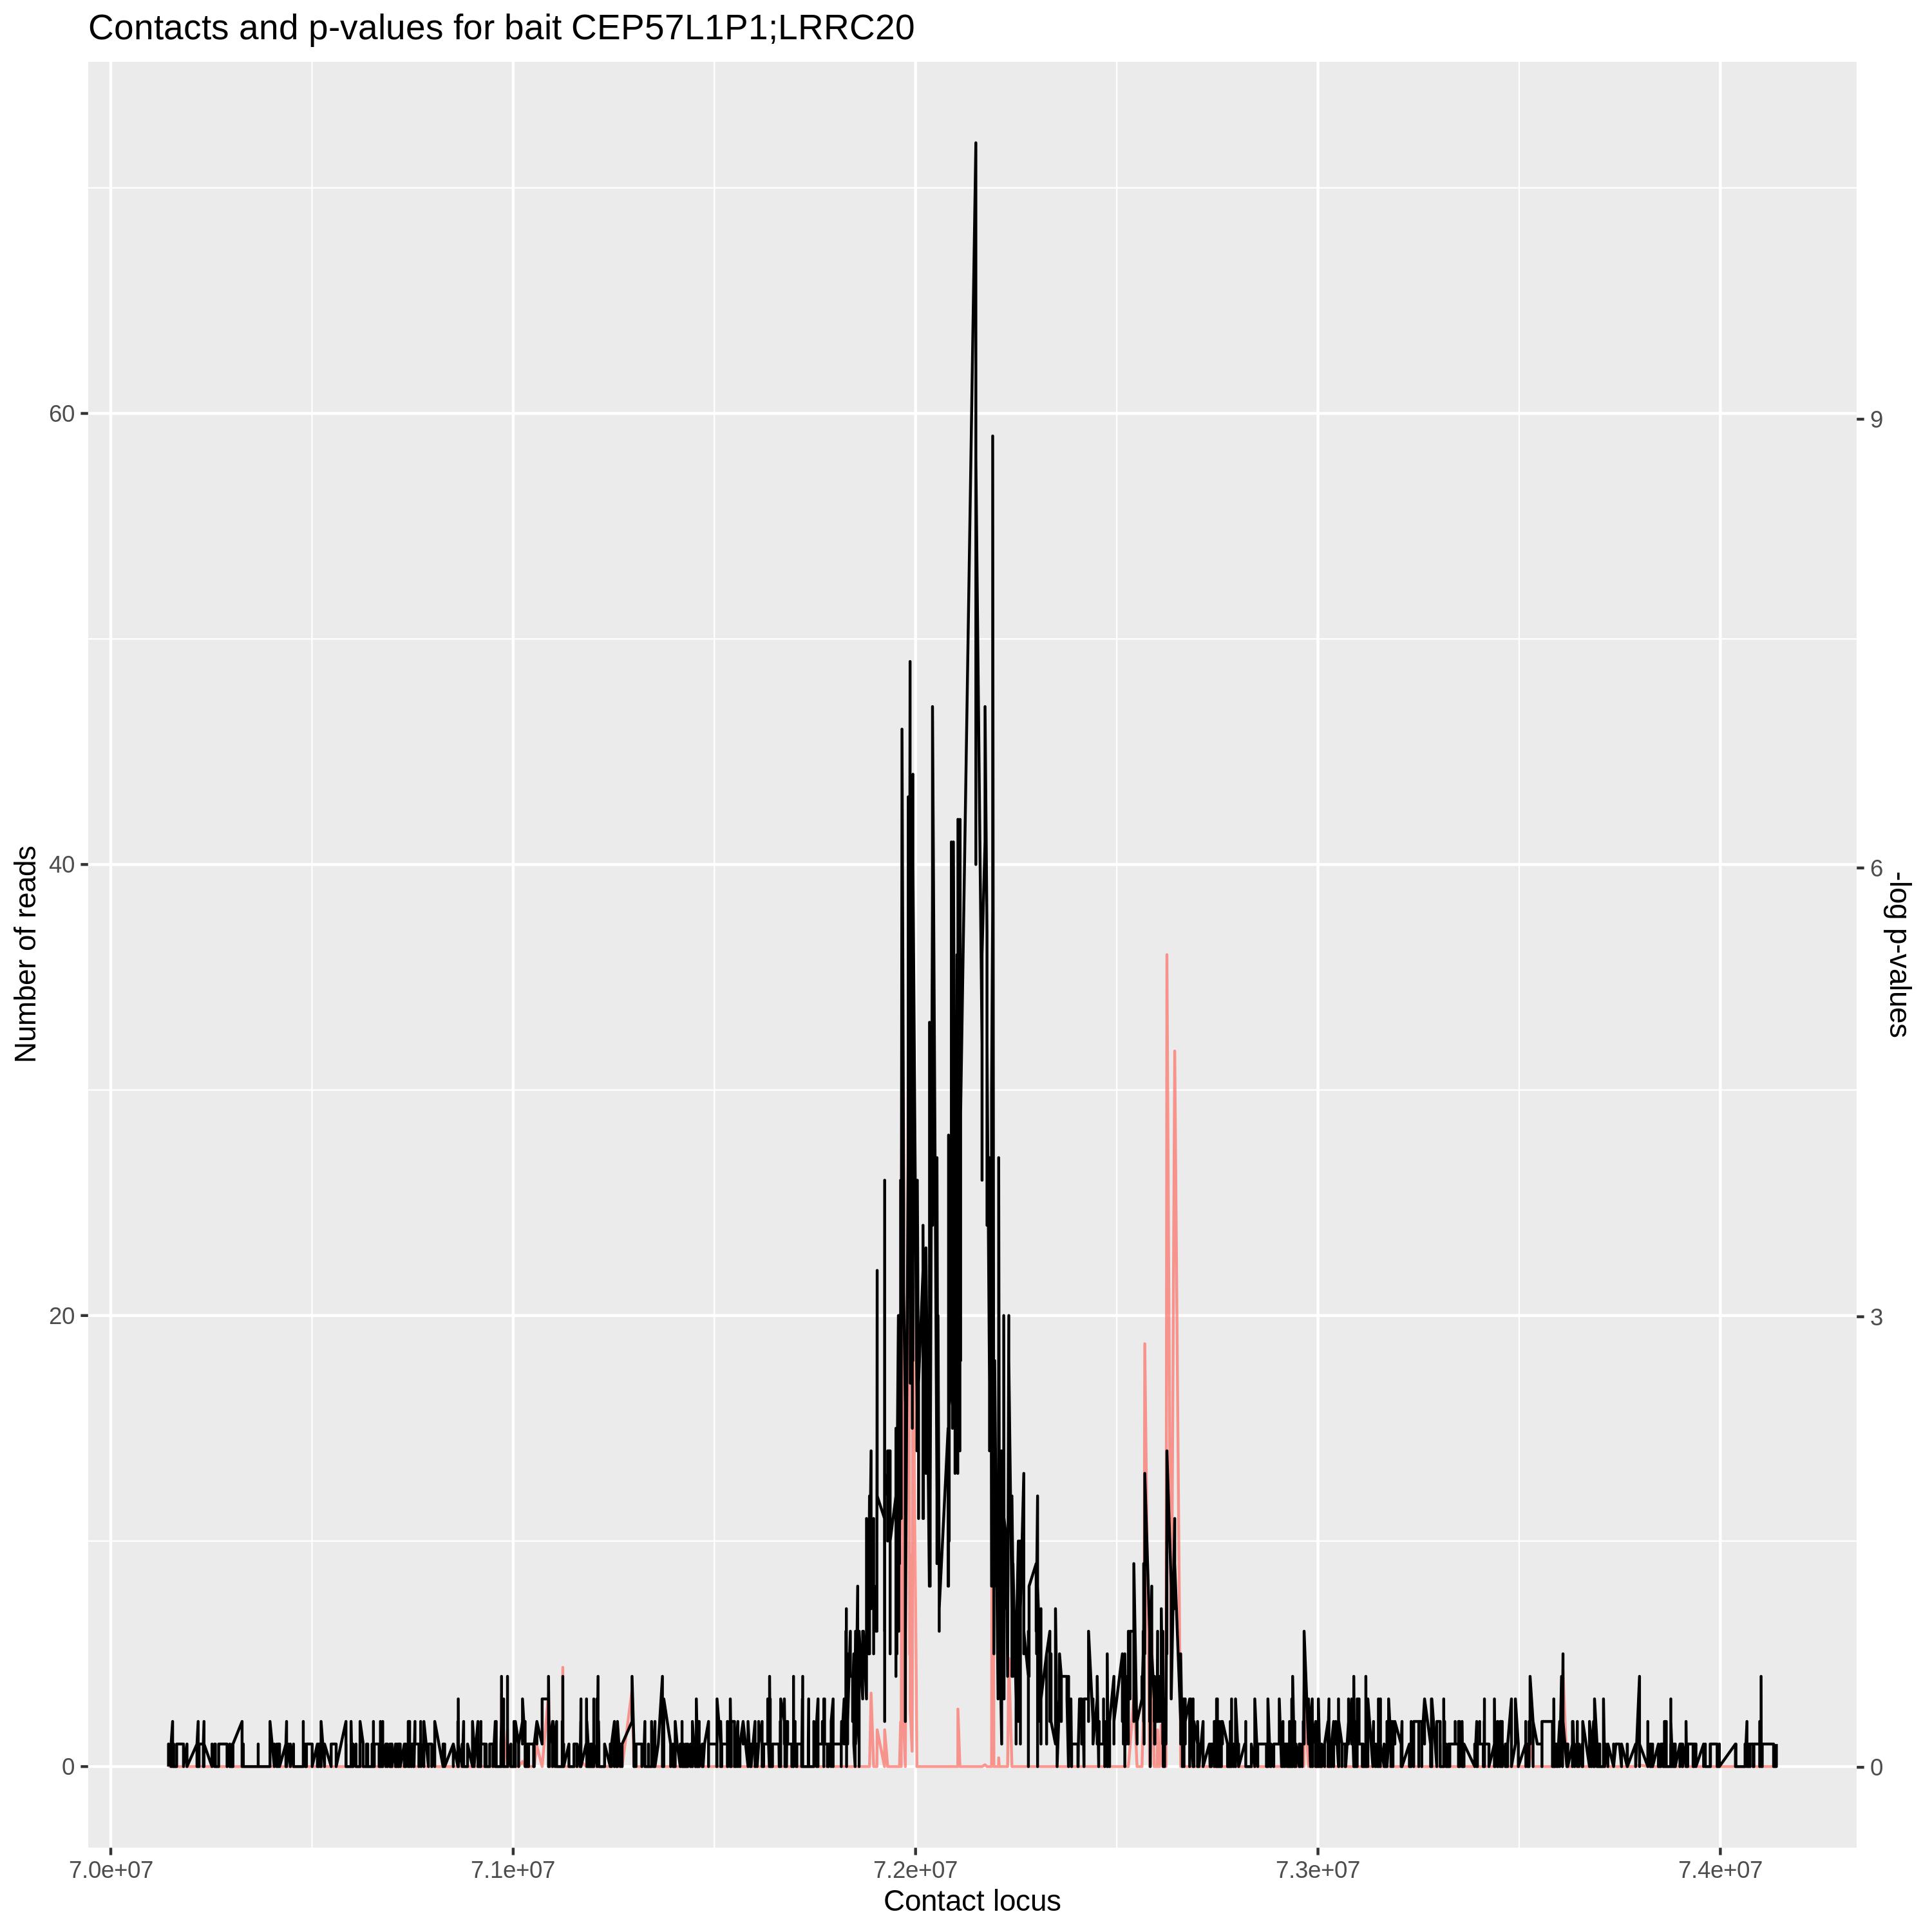 Contacts and p-values for bait CEP57L1P1;LRRC20
Number of reads
60
40
20
0
9
6
3
0
-log p-values
7.0e+07
7.1e+07
7.2e+07
7.3e+07
7.4e+07
Contact locus